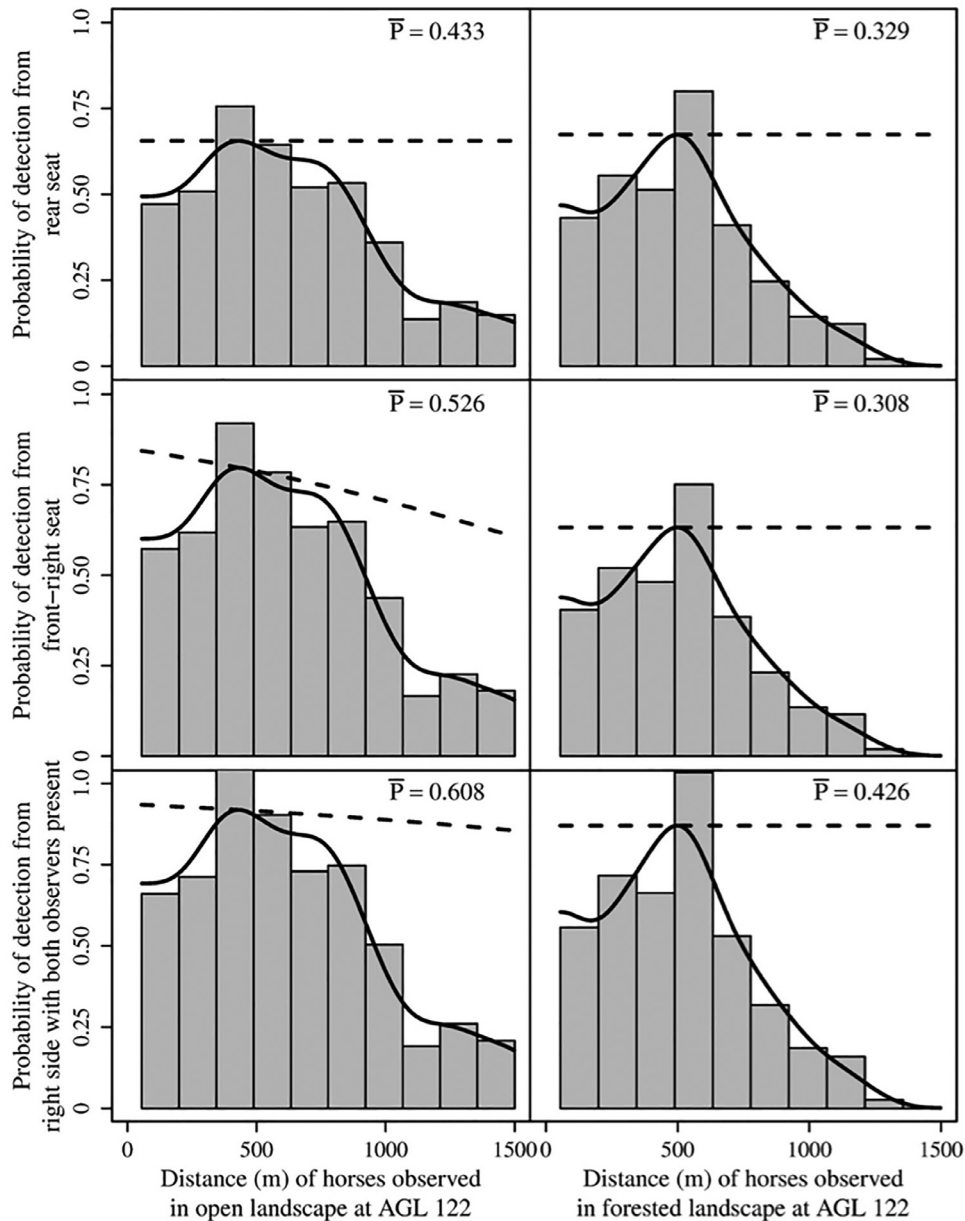 Probability of detection from
rear seat
0 0.25 0.50 0.75 1.0
P̅ = 0.433
P̅ = 0.329
Probability of detection from
front−right seat
0 0.25 0.50 0.75 1.0
P̅ = 0.526
P̅ = 0.308
Probability of detection from
right side with both observers present
0 0.25 0.50 0.75 1.0
P̅ = 0.608
P̅ = 0.426
0 500 1000 1500
0 500 1000 1500
Distance (m) of horses observed
in open landscape at AGL 122
Distance (m) of horses observed
in forested landscape at AGL 122